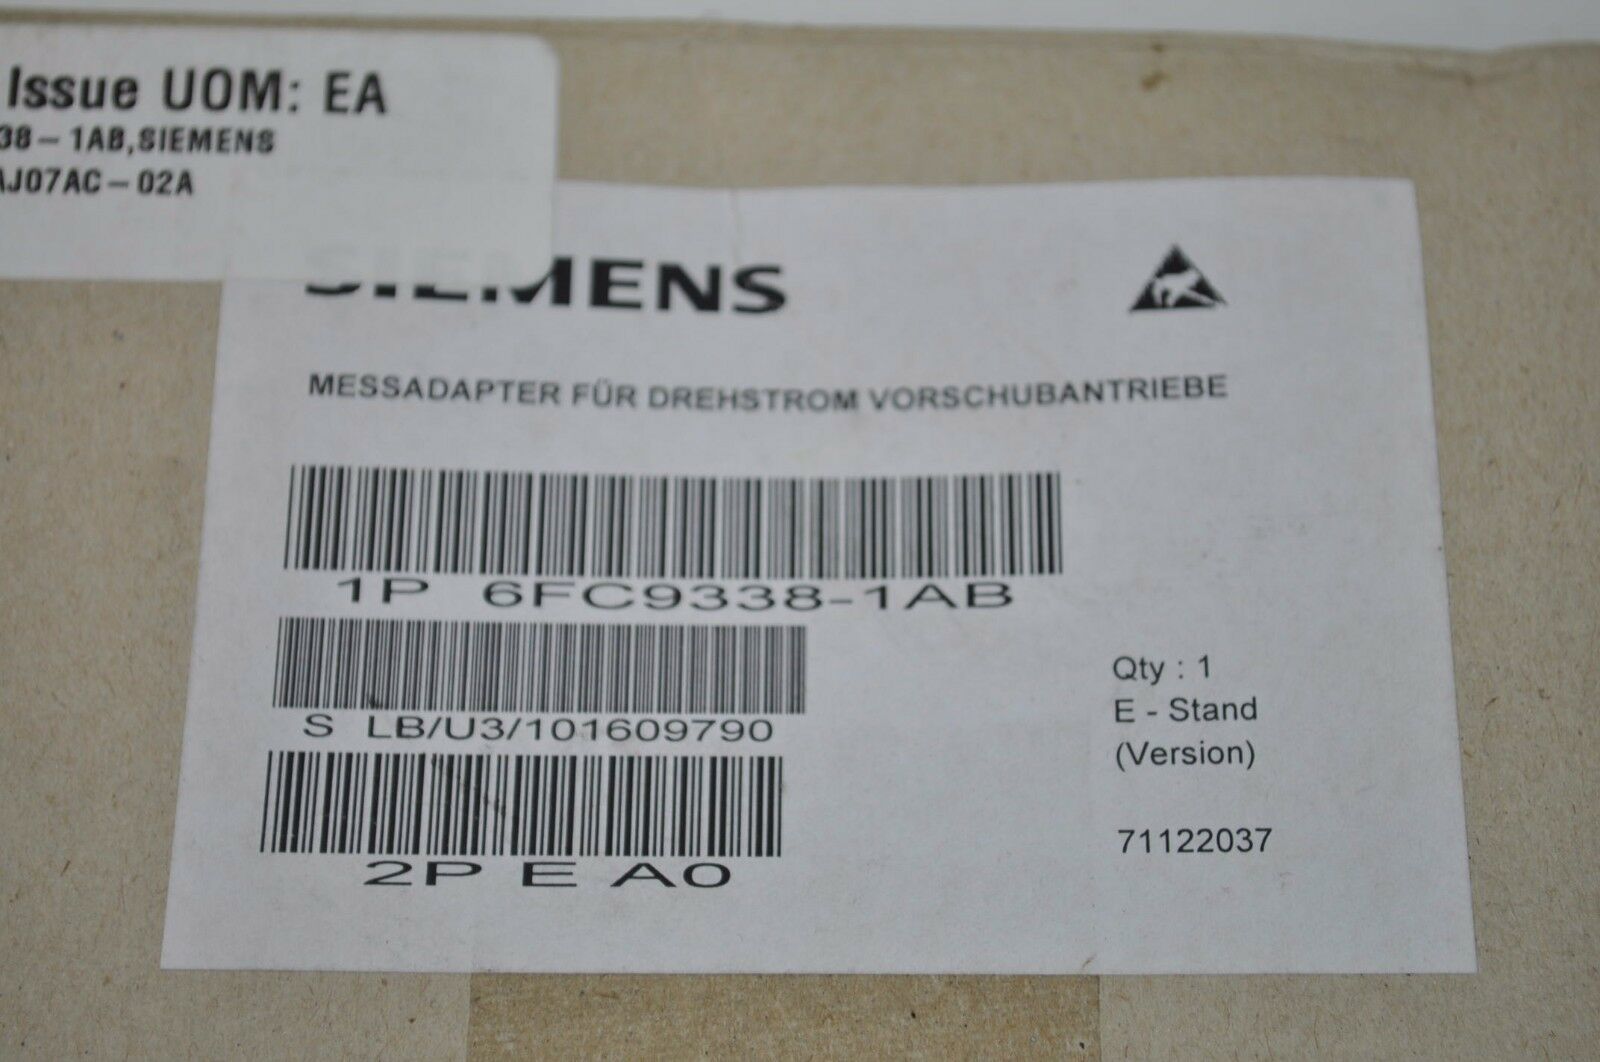 Issue UOM: EA
38-1AB,SIEMENS
AJ07AC-02A
SIEMENS
MESSADAPTER FÜR DREHSTROM VORSCHUBANTRIEBE
1P 6FC9338-1AB
S LB/U3/101609790
2P E A0
Qty : 1
E - Stand
(Version)
71122037